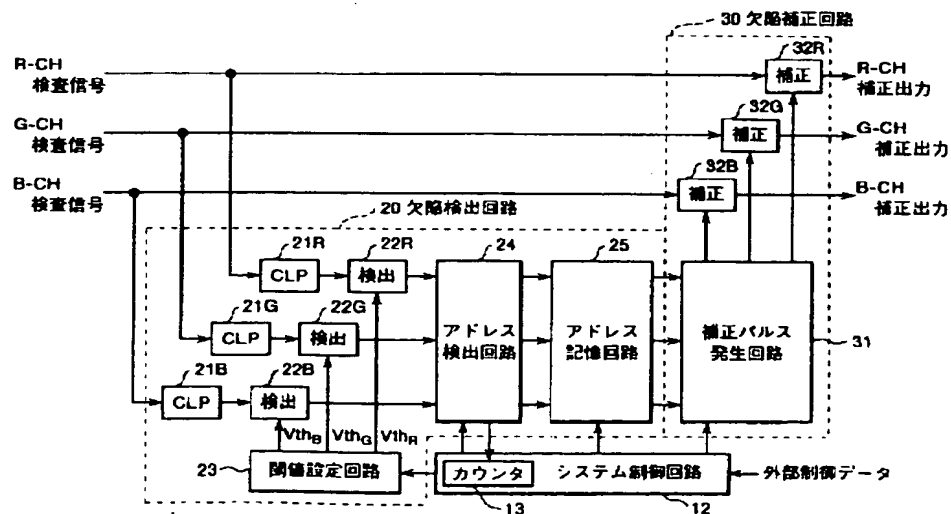 30 欠陥補正回路
32R
R-CH
検査信号
補正
R-CH
補正出力
32G
G-CH
検査信号
補正
G-CH
補正出力
32B
B-CH
検査信号
補正
B-CH
補正出力
20 欠陥検出回路
21R
22R
24
25
CLP
検出
21G
22G
CLP
検出
アドレス
検出回路
アドレス
記憶回路
補正パルス
発生回路
31
21B
22B
CLP
検出
VthB
VthG
VthR
23
閾値設定回路
カウンタ
システム制御回路
外部制御データ
13
12